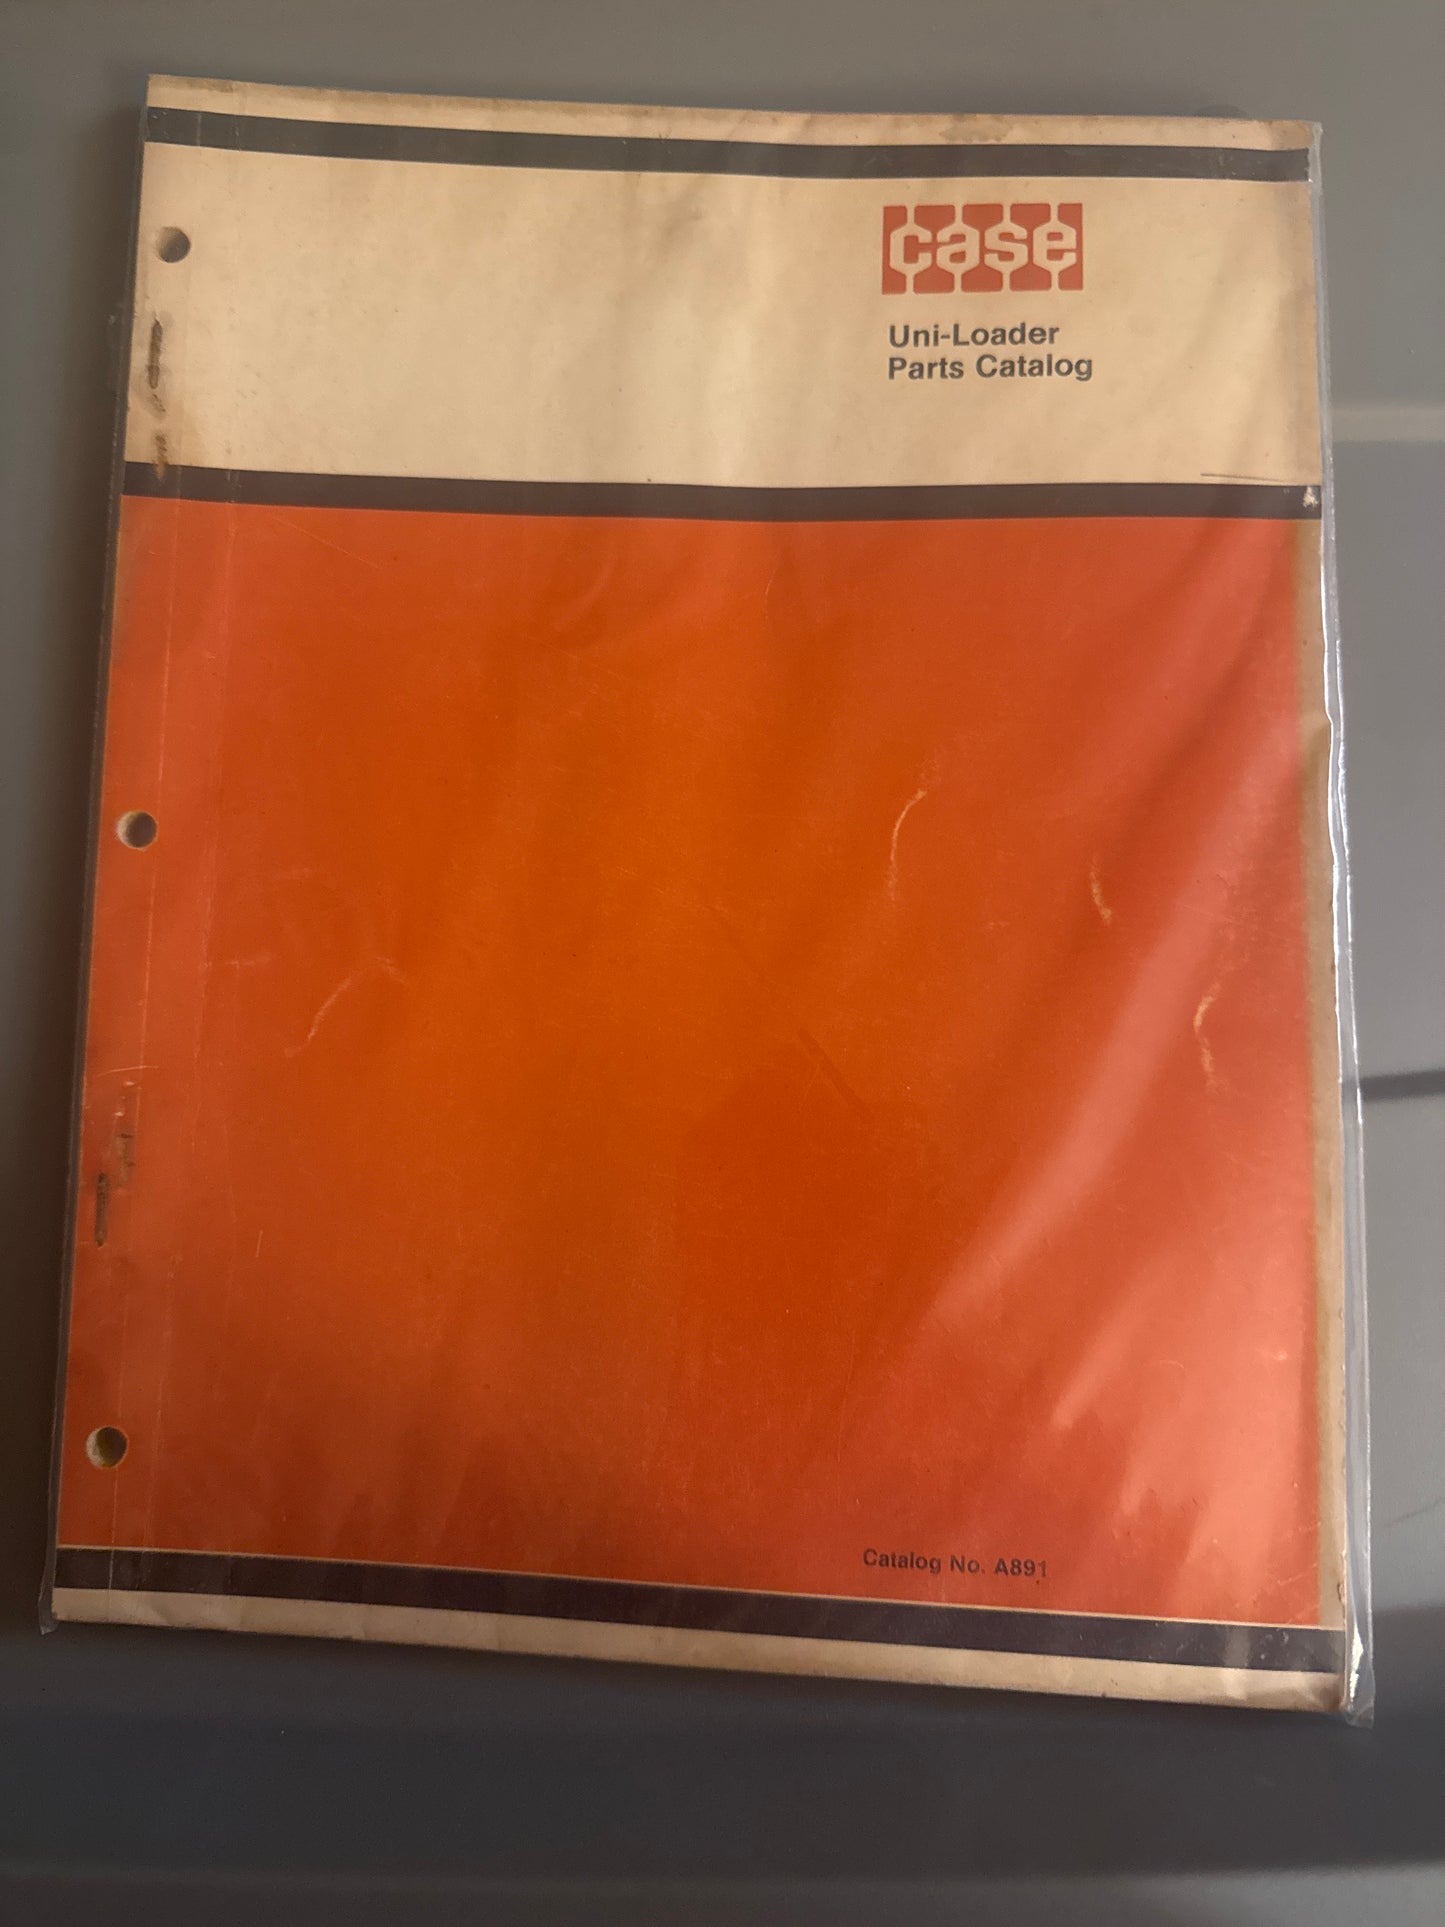 case
Uni-Loader
Parts Catalog
Catalog No. A891